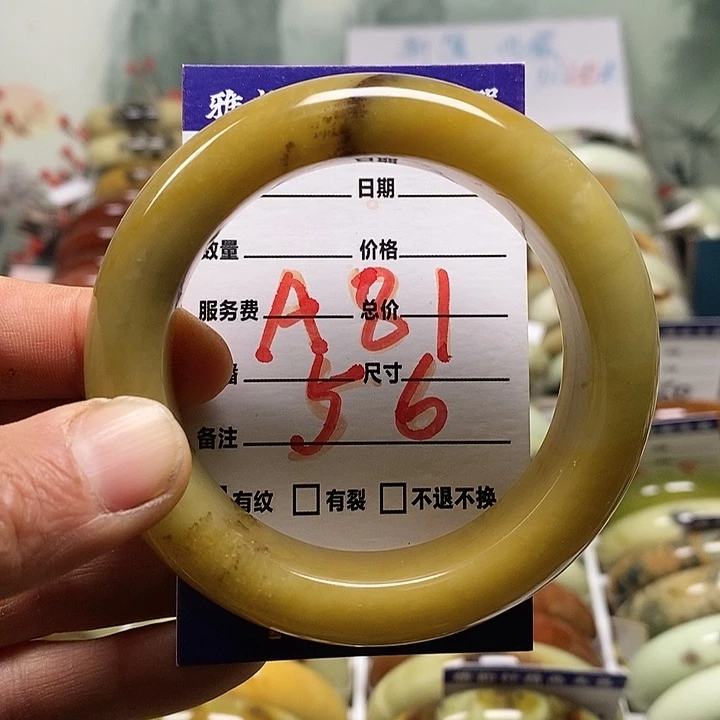 雅
日期
数量 价格
服务费 总价
A81
尺寸
56
备注
有纹 有裂 不退不换